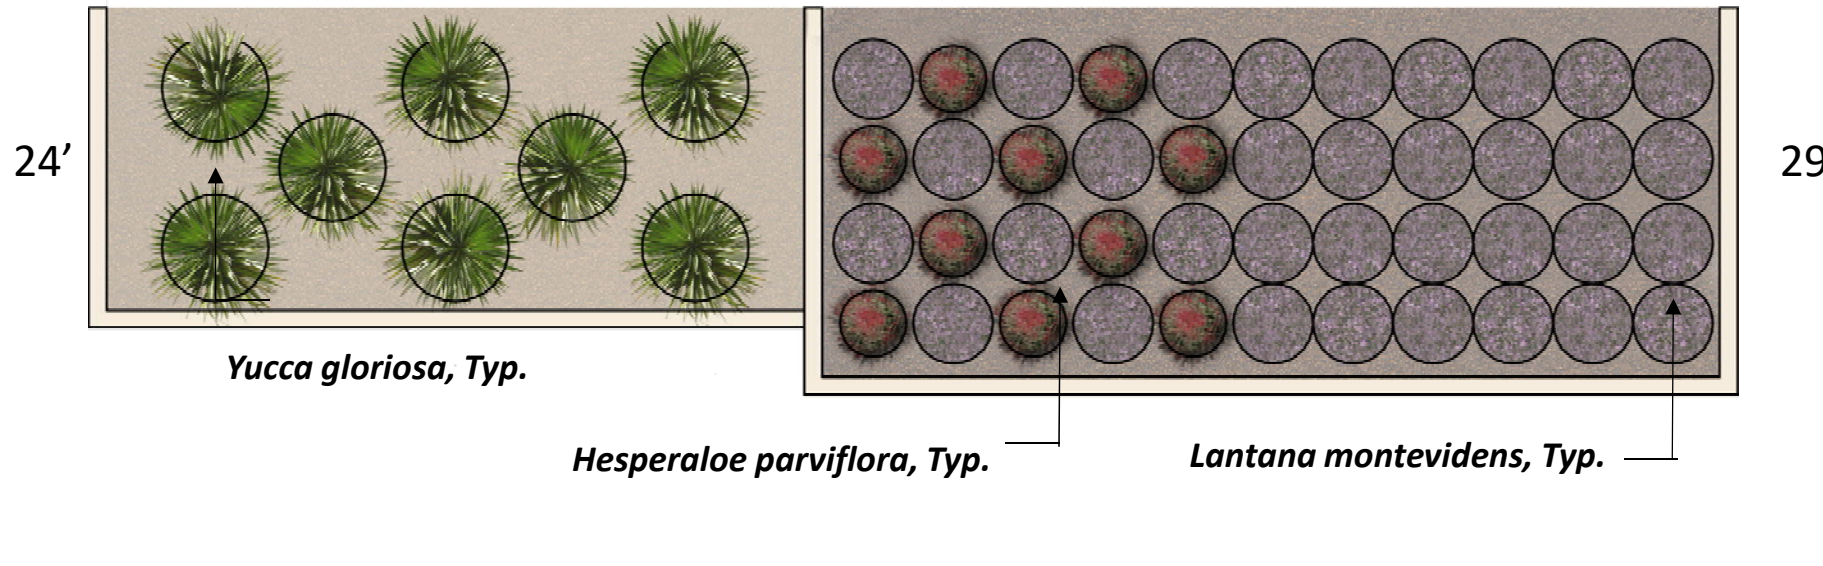 24’
29
Yucca gloriosa, Typ.
Hesperaloe parviflora, Typ.
Lantana montevidens, Typ.